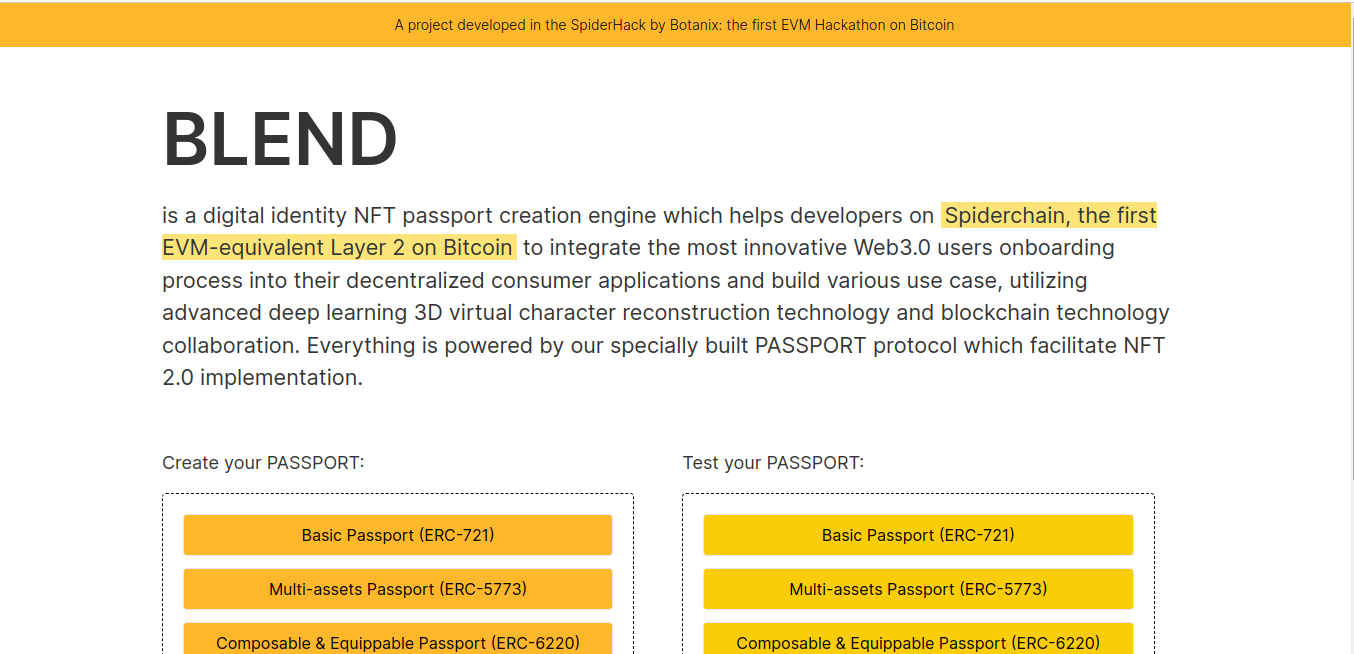 A project developed in the SpiderHack by Botanix: the first EVM Hackathon on Bitcoin
BLEND
is a digital identity NFT passport creation engine which helps developers on Spiderchain, the first
EVM-equivalent Layer 2 on Bitcoin to integrate the most innovative Web3.0 users onboarding
process into their decentralized consumer applications and build various use case, utilizing
advanced deep learning 3D virtual character reconstruction technology and blockchain technology
collaboration. Everything is powered by our specially built PASSPORT protocol which facilitate NFT
2.0 implementation.
Create your PASSPORT:
Basic Passport (ERC-721)
Multi-assets Passport (ERC-5773)
Composable & Equippable Passport (ERC-6220)
Test your PASSPORT:
Basic Passport (ERC-721)
Multi-assets Passport (ERC-5773)
Composable & Equippable Passport (ERC-6220)